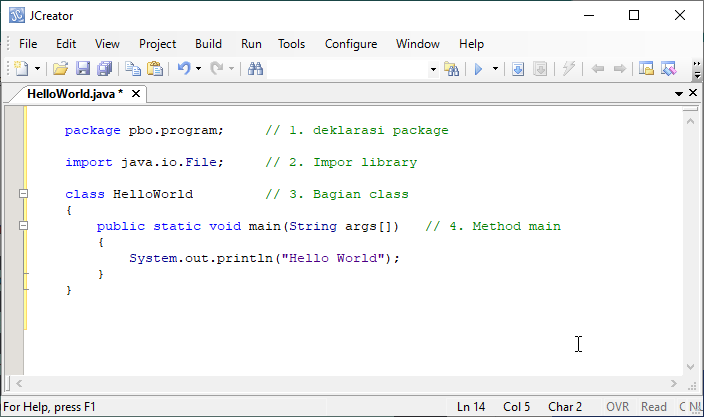 JC JCreator
File Edit View Project Build Run Tools Configure Window Help
HelloWorld.java *
package pbo.program; // 1. deklarasi package
import java.io.File; // 2. Impor library
class HelloWorld // 3. Bagian class
{
public static void main(String args[]) // 4. Method main
{
System.out.println("Hello World");
}
}
For Help, press F1 Ln 14 Col 5 Char 2 OVR Read C NU